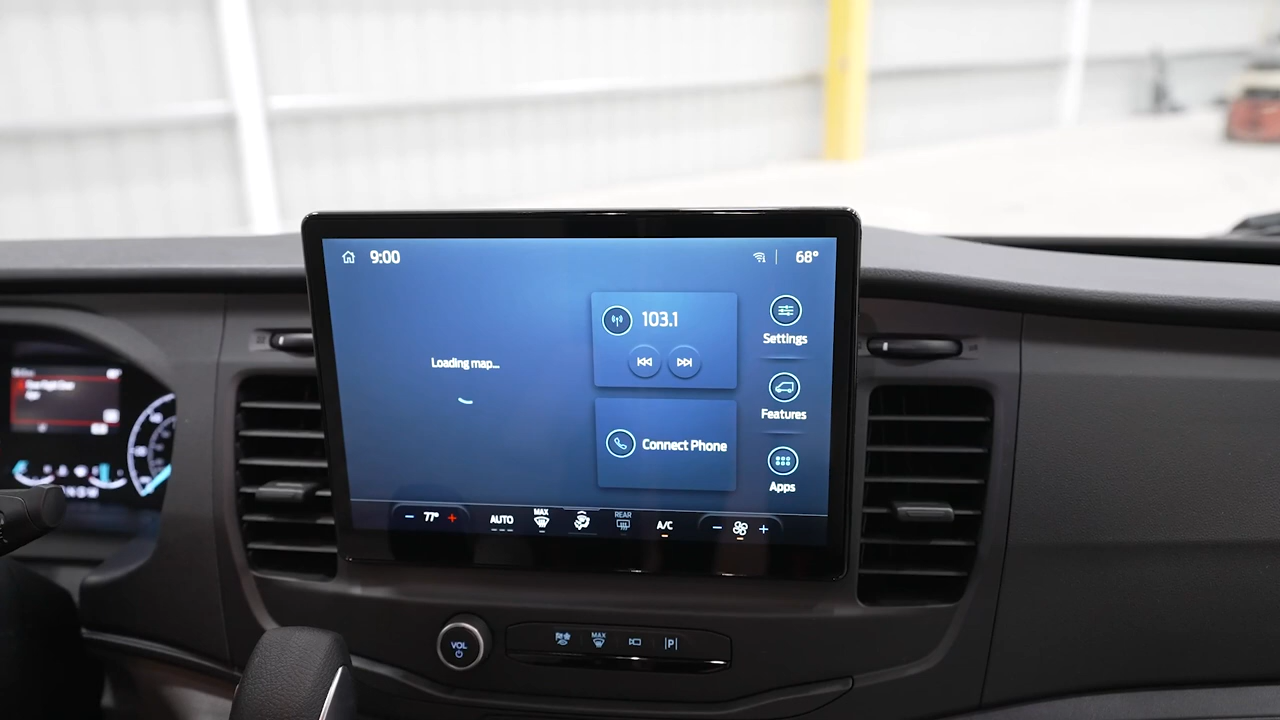 9:00
68°
103.1
Settings
Loading map...
Features
Connect Phone
Apps
77°
AUTO
MAX
REAR
A/C
VOL
MAX
P